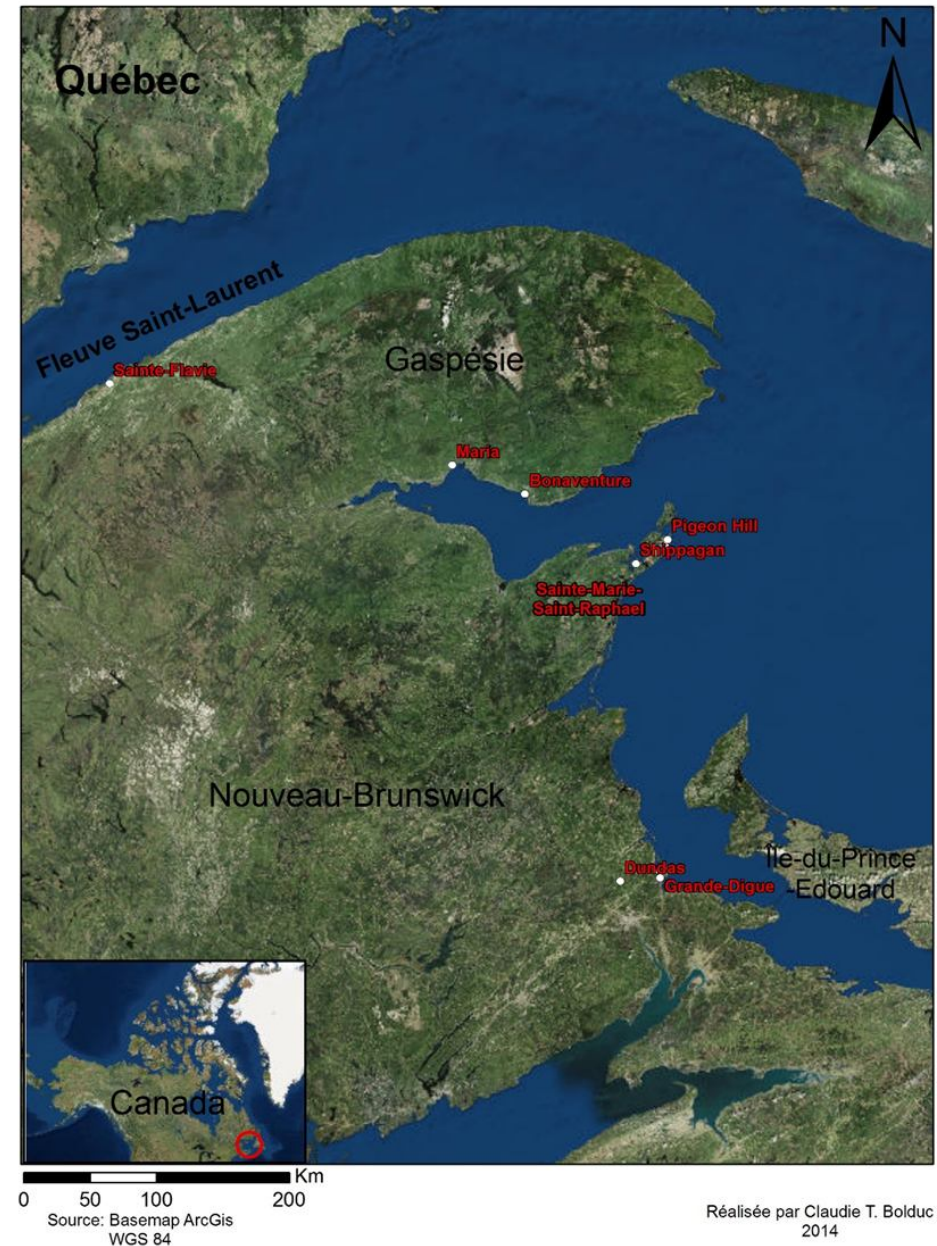 N
Québec
Fleuve Saint-Laurent
Gaspésie
Sainte-Flavie
Maria
Bonaventure
Pigeon Hill
Shippagan
Sainte-Marie-
Saint-Raphael
Nouveau-Brunswick
Île-du-Prince
-Edouard
Dundas
Grande-Digue
Canada
Km
0 50 100 200
Source: Basemap ArcGis
WGS 84
Réalisée par Claudie T. Bolduc
2014